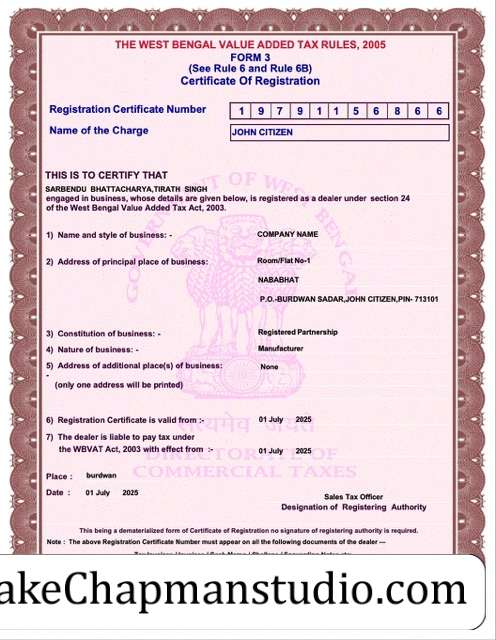 THE WEST BENGAL VALUE ADDED TAX RULES, 2005
FORM 3
(See Rule 6 and Rule 6B)
Certificate Of Registration
Registration Certificate Number 1 9 7 9 1 1 5 6 8 6 6
Name of the Charge JOHN CITIZEN
THIS IS TO CERTIFY THAT
SARBENDU BHATTACHARYA,TIRATH SINGH
engaged in business, whose details are given below, is registered as a dealer under section 24
of the West Bengal Value Added Tax Act, 2003.
1) Name and style of business: - COMPANY NAME
2) Address of principal place of business: Room/Flat No-1
NABABHAT
P.O.-BURDWAN SADAR,JOHN CITIZEN,PIN- 713101
3) Constitution of business: - Registered Partnership
4) Nature of business: - Manufacturer
5) Address of additional place(s) of business: None
-
(only one address will be printed)
6) Registration Certificate is valid from :- 01 July 2025
7) The dealer is liable to pay tax under
the WBVAT Act, 2003 with effect from :- 01 July 2025
Place : burdwan
Date : 01 July 2025
Sales Tax Officer
Designation of Registering Authority
GOVERNMENT OF WEST BENGAL
सत्यमेव जयते
DIRECTORATE OF
COMMERCIAL TAXES
This being a dematerialized form of Certificate of Registration no signature of registering authority is required.
Note : The above Registration Certificate Number must appear on all the following documents of the dealer —
akeChapmanstudio.com